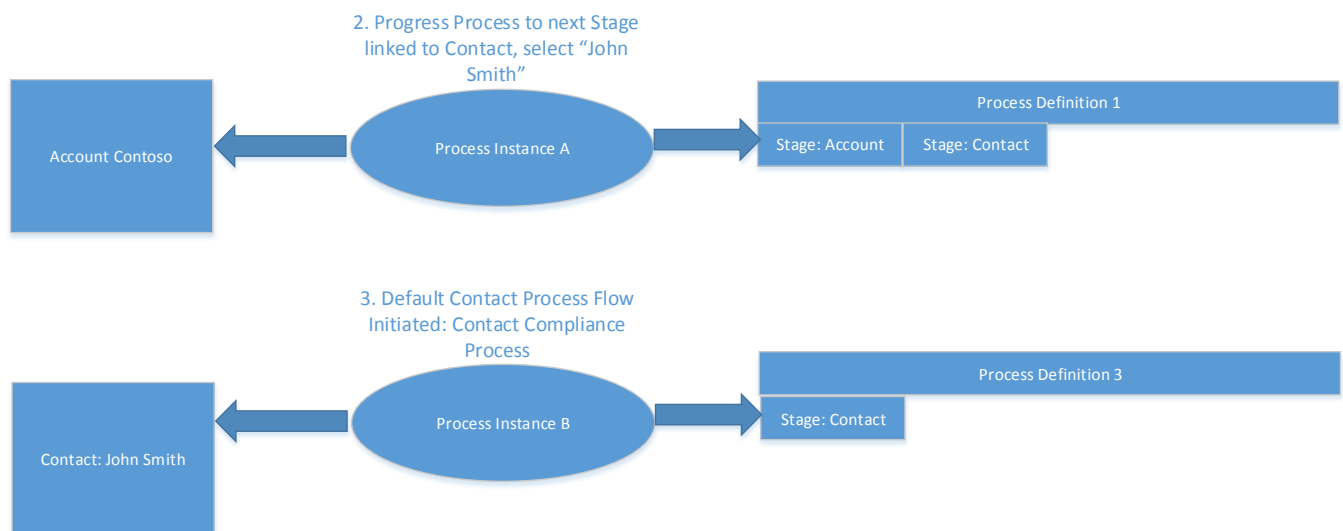 2. Progress Process to next Stage
linked to Contact, select “John
Smith”
Account Contoso
Process Instance A
Process Definition 1
Stage: Account
Stage: Contact
3. Default Contact Process Flow
Initiated: Contact Compliance
Process
Contact: John Smith
Process Instance B
Process Definition 3
Stage: Contact